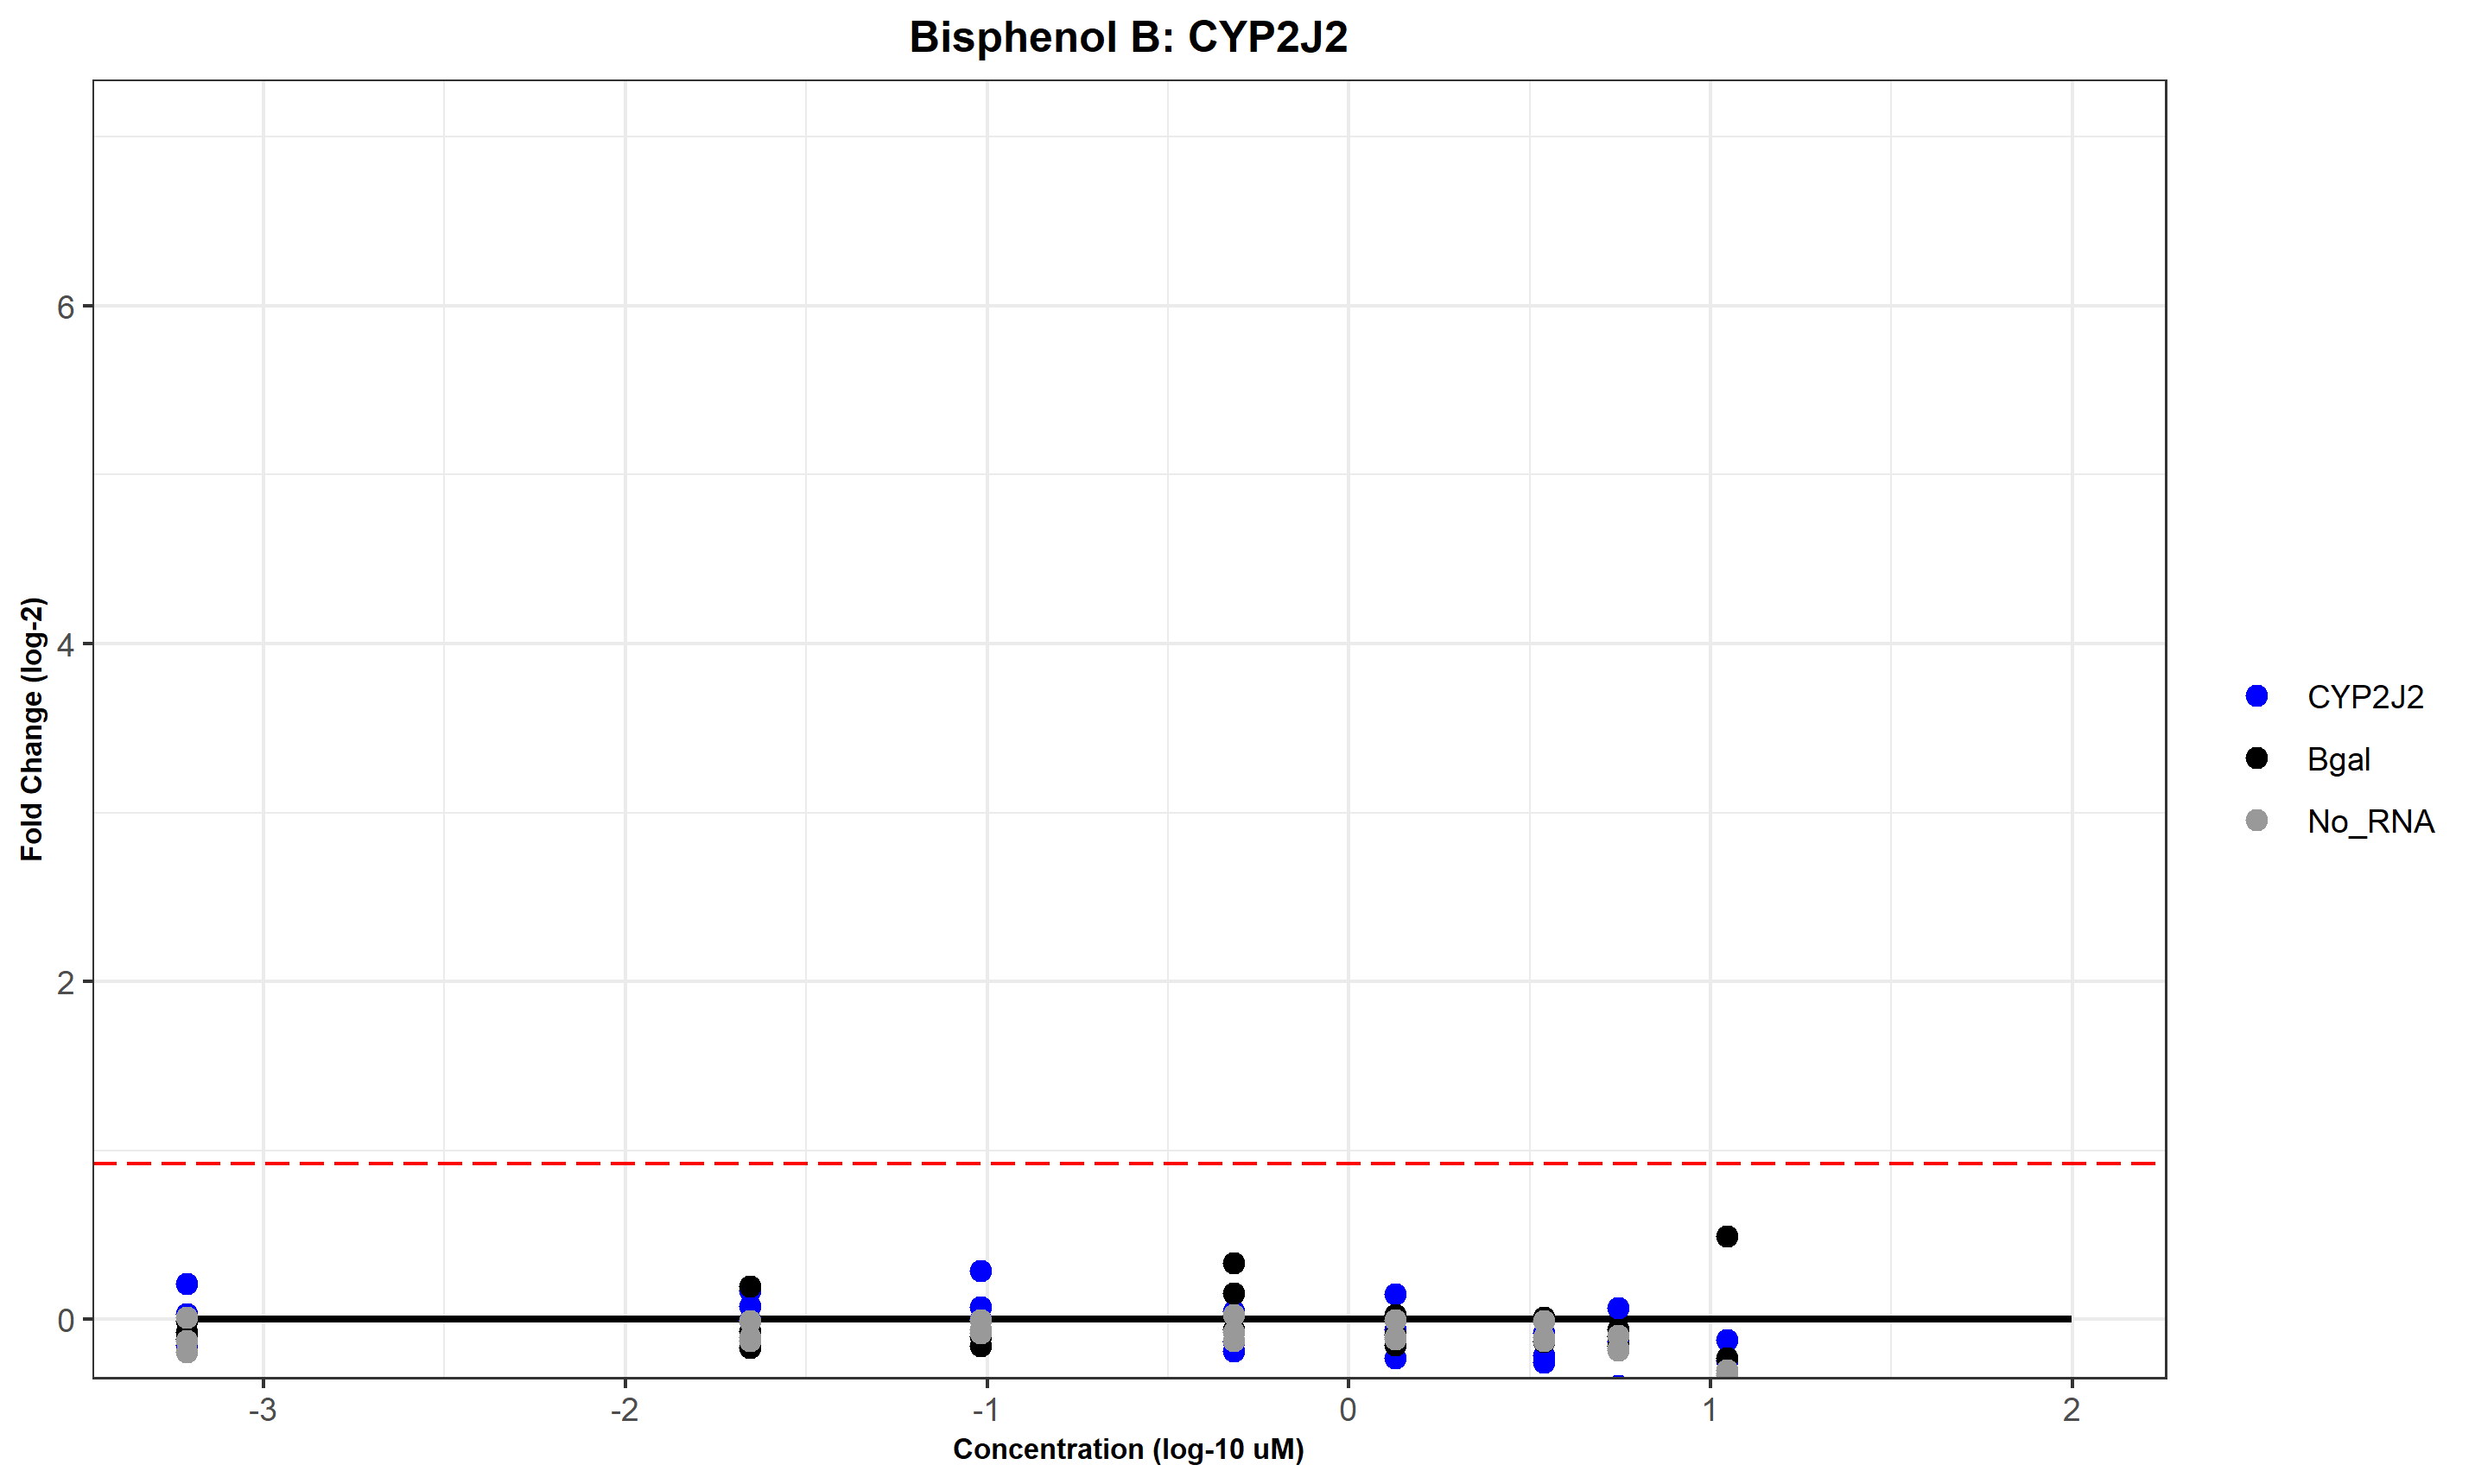 Bisphenol B: CYP2J2
Fold Change (log-2)
6
4
2
0
-3
-2
-1
0
1
2
Concentration (log-10 uM)
CYP2J2
Bgal
No_RNA